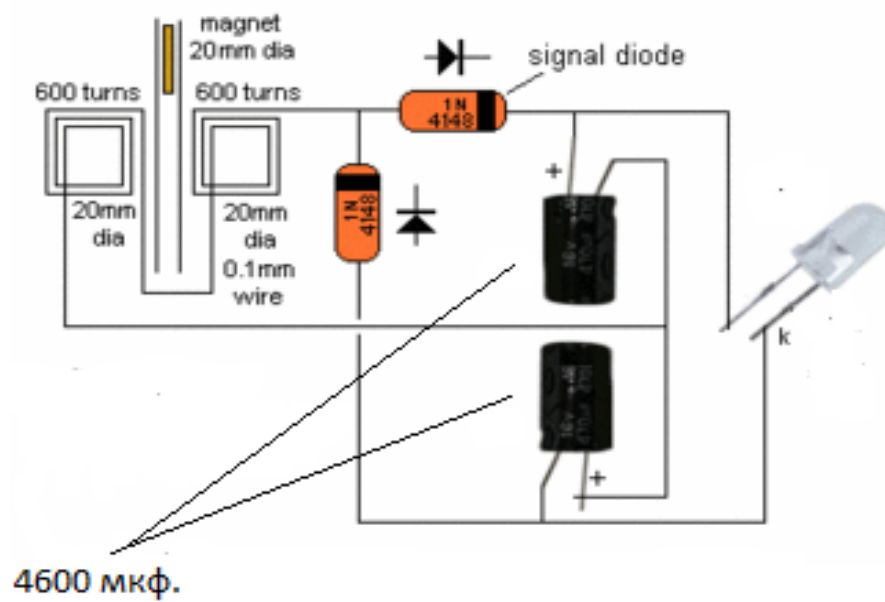 magnet
20mm dia
signal diode
600 turns
600 turns
1N
4148
1N
4148
+
20mm
dia
20mm
dia
0.1mm
wire
k
+
4600 мкф.